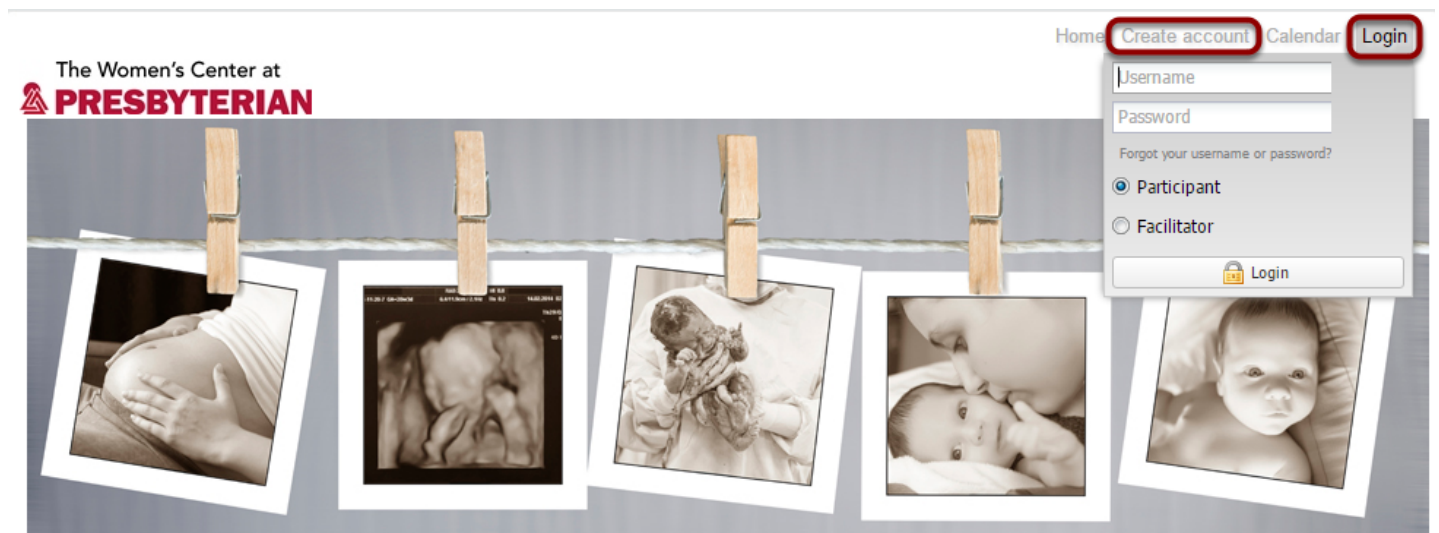 Home Create account Calendar Login
The Women's Center at
PRESBYTERIAN
Username
Password
Forgot your username or password?
Participant
Facilitator
Login